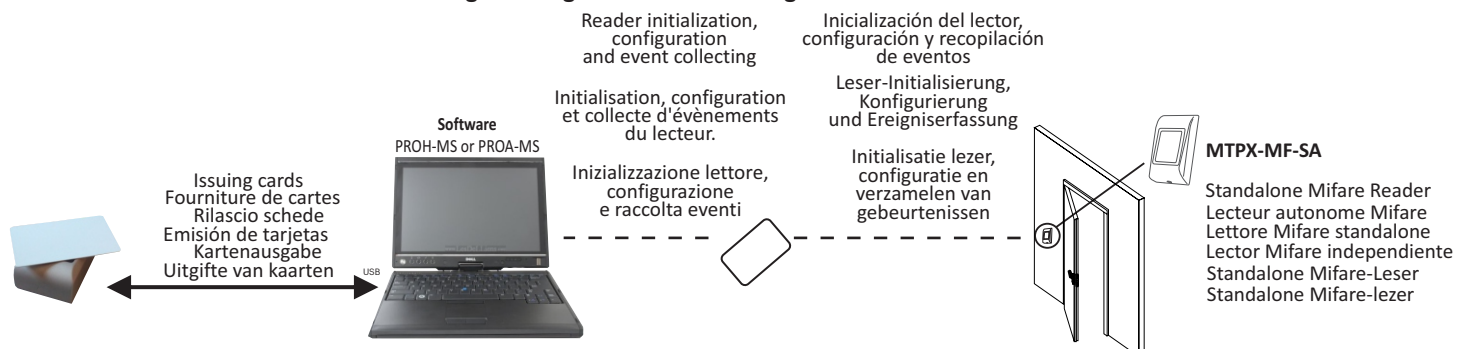 Reader initialization,
configuration
and event collecting
Initialisation, configuration
et collecte d'évènements
du lecteur.
Inizializzazione lettore,
configurazione
e raccolta eventi
Inicialización del lector,
configuración y recopilación
de eventos
Leser-Initialisierung,
Konfigurierung
und Ereigniserfassung
Initialisatie lezer,
configuratie en
verzamelen van
gebeurtenissen
Software
PROH-MS or PROA-MS
Issuing cards
Fourniture de cartes
Rilascio schede
Emisión de tarjetas
Kartenausgabe
Uitgifte van kaarten
USB
DELL
MTPX-MF-SA
Standalone Mifare Reader
Lecteur autonome Mifare
Lettore Mifare standalone
Lector Mifare independiente
Standalone Mifare-Leser
Standalone Mifare-lezer